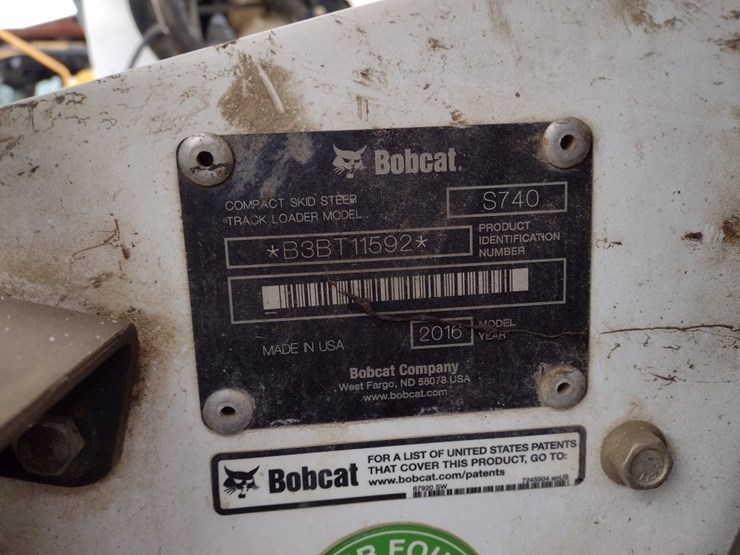 Bobcat.
COMPACT SKID STEER
TRACK LOADER MODEL
S740
*B3BT11592*
PRODUCT
IDENTIFICATION
NUMBER
MADE IN USA
2016
MODEL
YEAR
Bobcat Company
West Fargo, ND 58078 USA
www.bobcat.com
Bobcat
FOR A LIST OF UNITED STATES PATENTS
THAT COVER THIS PRODUCT, GO TO:
www.bobcat.com/patents